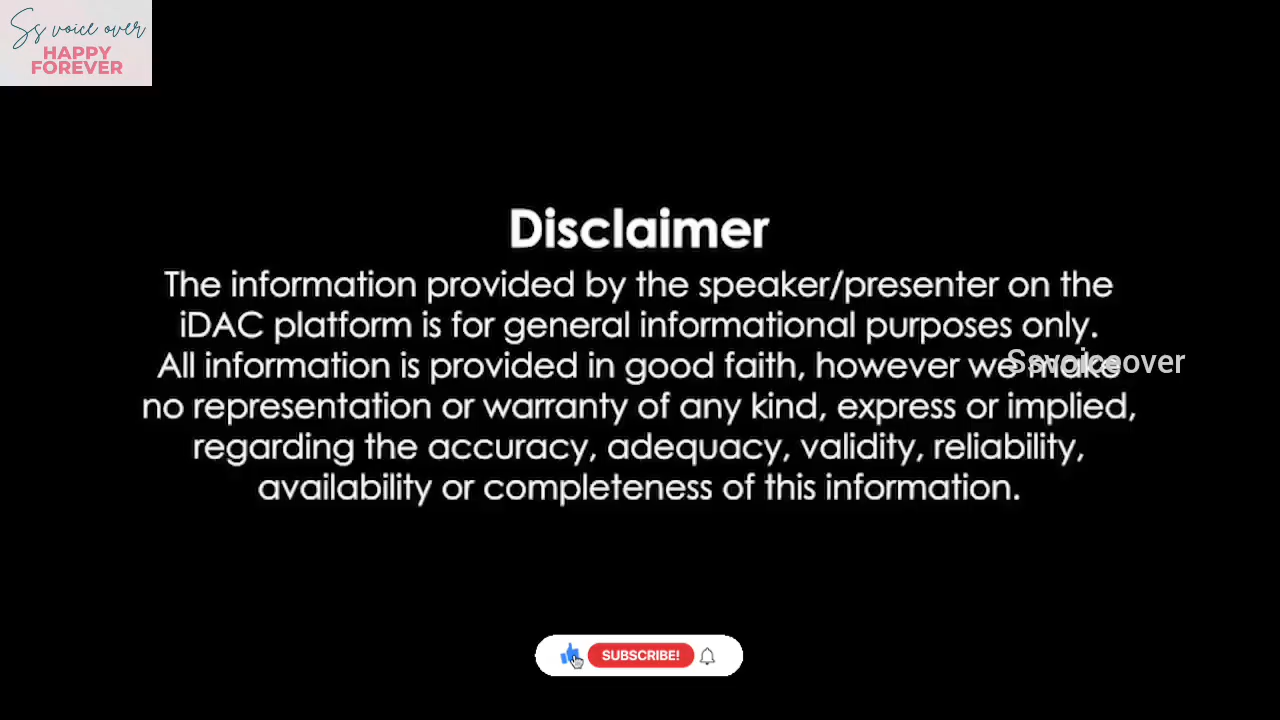 Ss voice over
HAPPY
FOREVER
Disclaimer
The information provided by the speaker/presenter on the
iDAC platform is for general informational purposes only.
All information is provided in good faith, however we make
Ssvoiceover
no representation or warranty of any kind, express or implied,
regarding the accuracy, adequacy, validity, reliability,
availability or completeness of this information.
SUBSCRIBE!